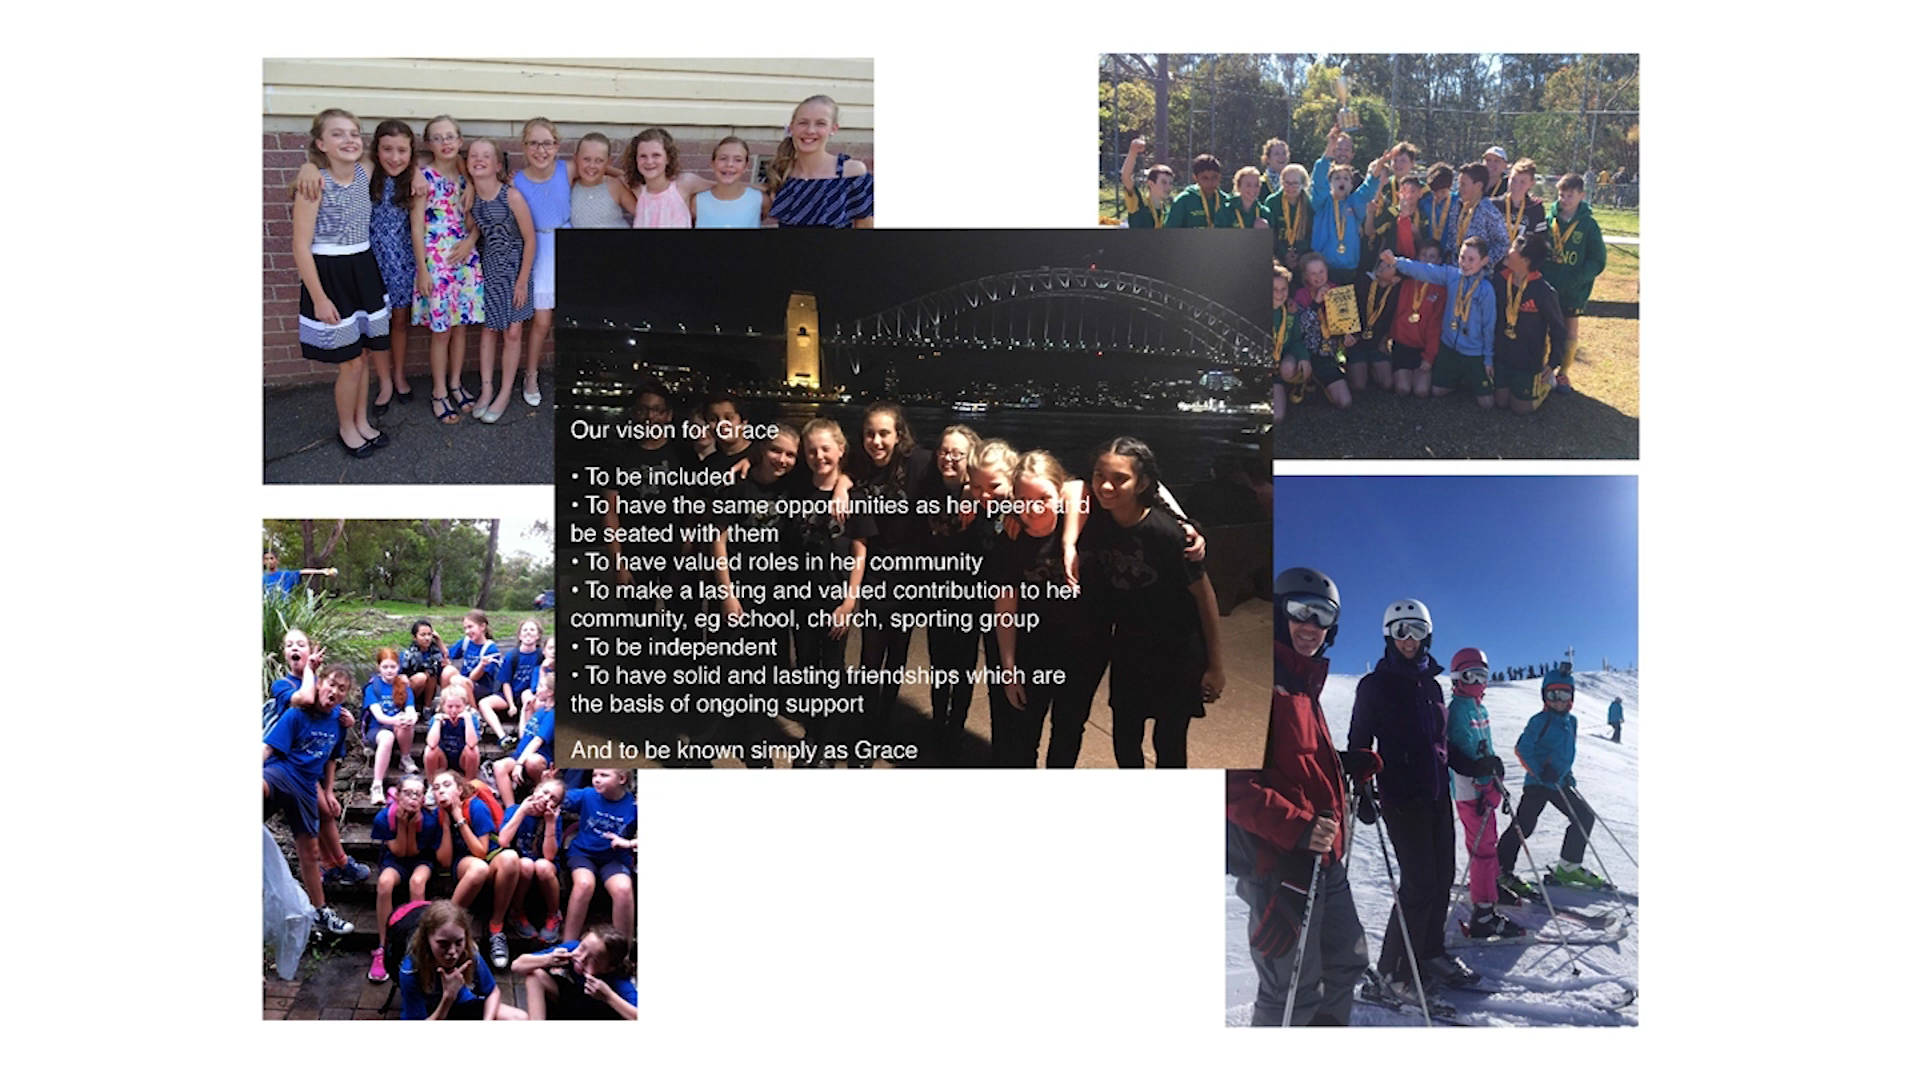 Our vision for Grace
• To be included
• To have the same opportunities as her peers and
be seated with them
• To have valued roles in her community
• To make a lasting and valued contribution to her
community, eg school, church, sporting group
• To be independent
• To have solid and lasting friendships which are
the basis of ongoing support
And to be known simply as Grace